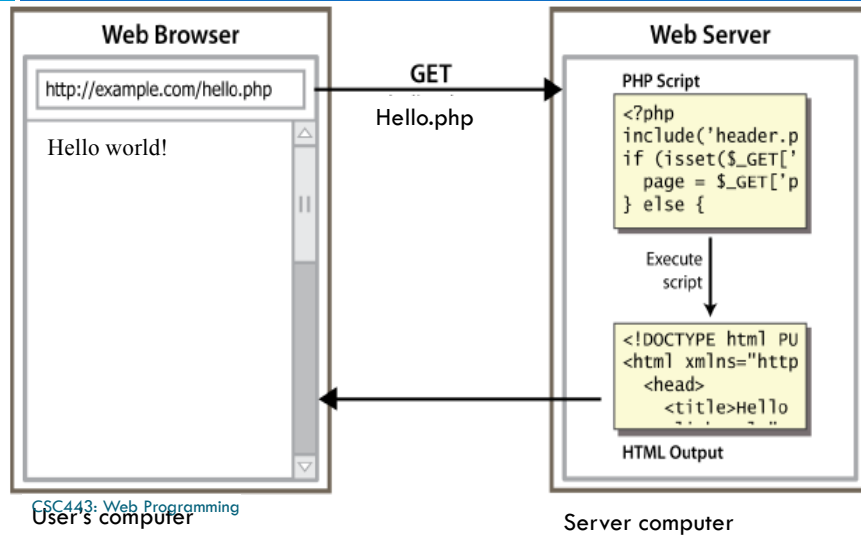 Web Browser
http://example.com/hello.php
Hello world!
GET
Hello.php
Web Server
PHP Script
<?php
include('header.p
if (isset($_GET['
  page = $_GET['p
} else {
Execute
script
<!DOCTYPE html PU
<html xmlns="http
  <head>
    <title>Hello
HTML Output
CSC443: Web Programming
User's computer
Server computer